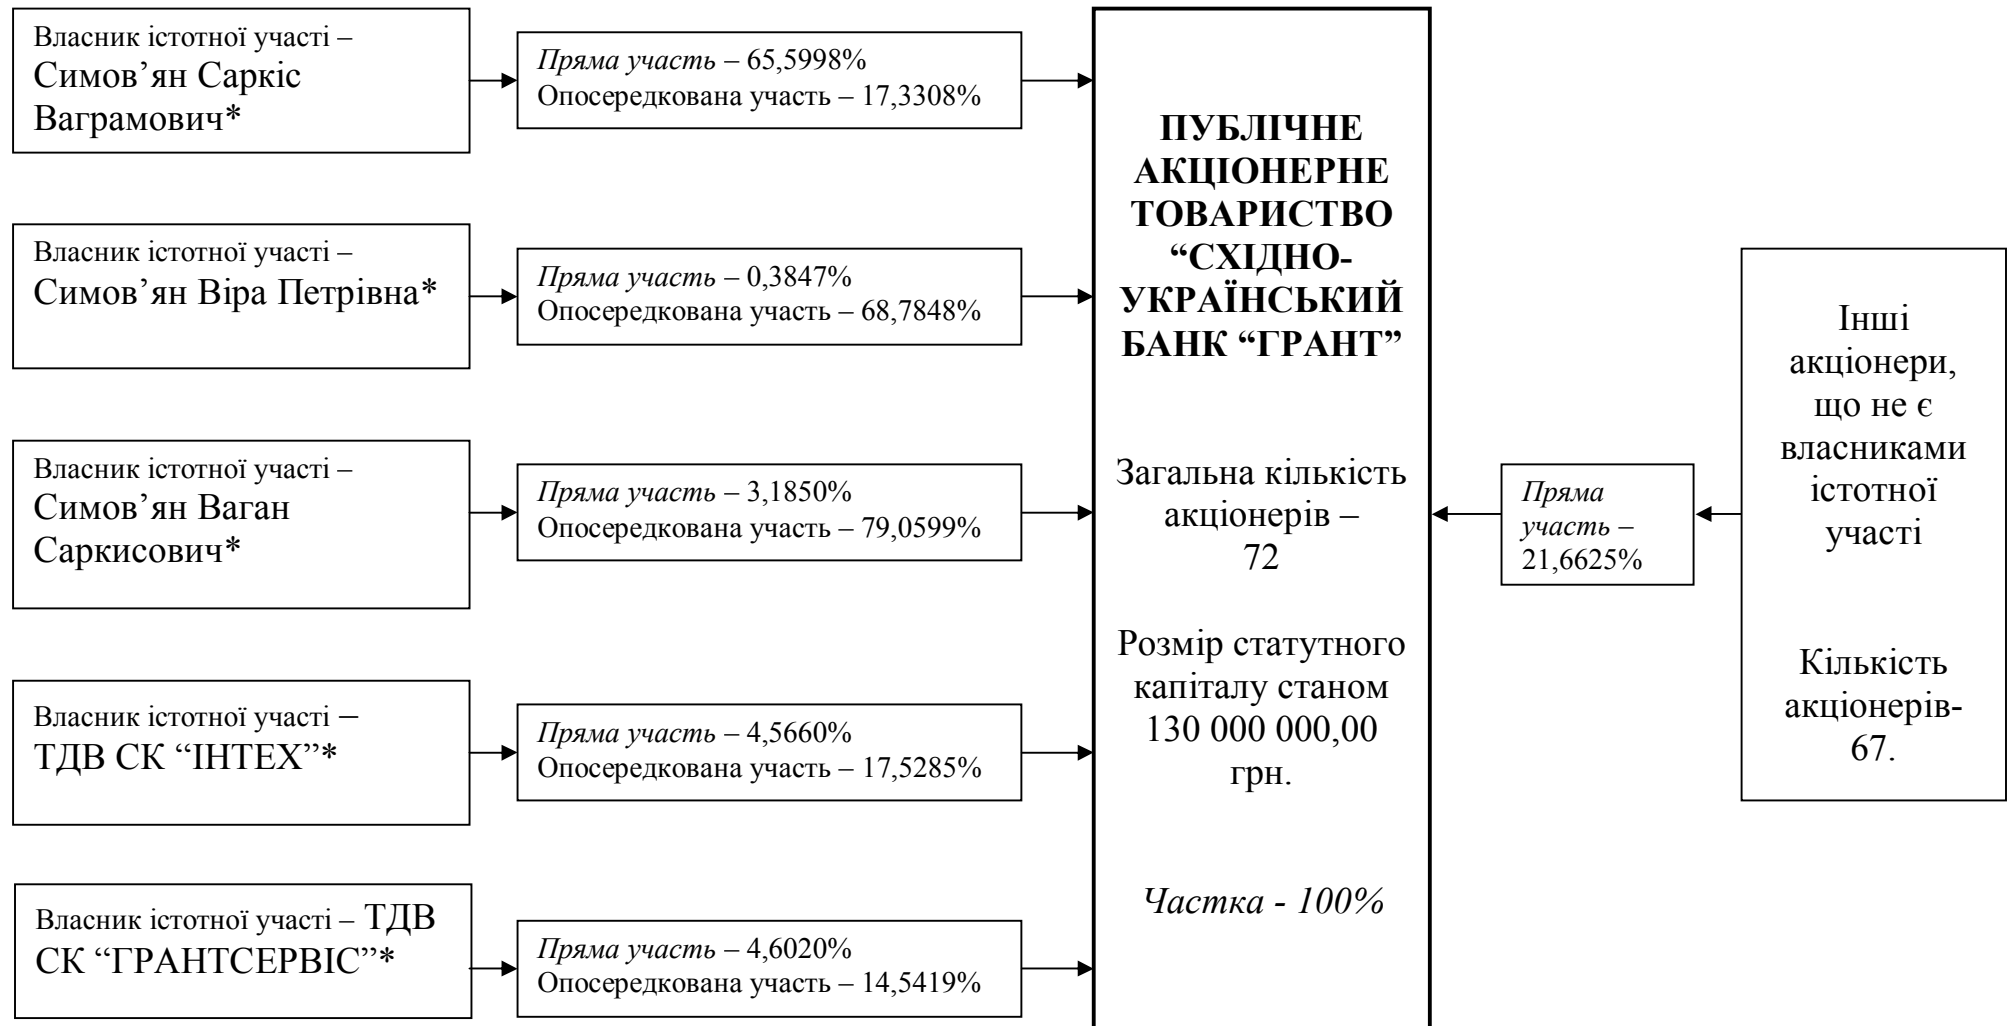 Власник істотної участі –
Симов’ян Саркіс
Ваграмович*
Пряма участь – 65,5998%
Опосередкована участь – 17,3308%
Власник істотної участі –
Симов’ян Віра Петрівна*
Пряма участь – 0,3847%
Опосередкована участь – 68,7848%
Власник істотної участі –
Симов’ян Ваган
Саркисович*
Пряма участь – 3,1850%
Опосередкована участь – 79,0599%
Власник істотної участі –
ТДВ СК “ІНТЕХ”*
Пряма участь – 4,5660%
Опосередкована участь – 17,5285%
Власник істотної участі – ТДВ
СК “ГРАНТСЕРВІС”*
Пряма участь – 4,6020%
Опосередкована участь – 14,5419%
ПУБЛІЧНЕ
АКЦІОНЕРНЕ
ТОВАРИСТВО
“СХІДНО-
УКРАЇНСЬКИЙ
БАНК “ГРАНТ”
Загальна кількість
акціонерів –
72
Розмір статутного
капіталу станом
130 000 000,00
грн.
Частка - 100%
Пряма
участь –
21,6625%
Інші
акціонери,
що не є
власниками
істотної
участі
Кількість
акціонерів-
67.